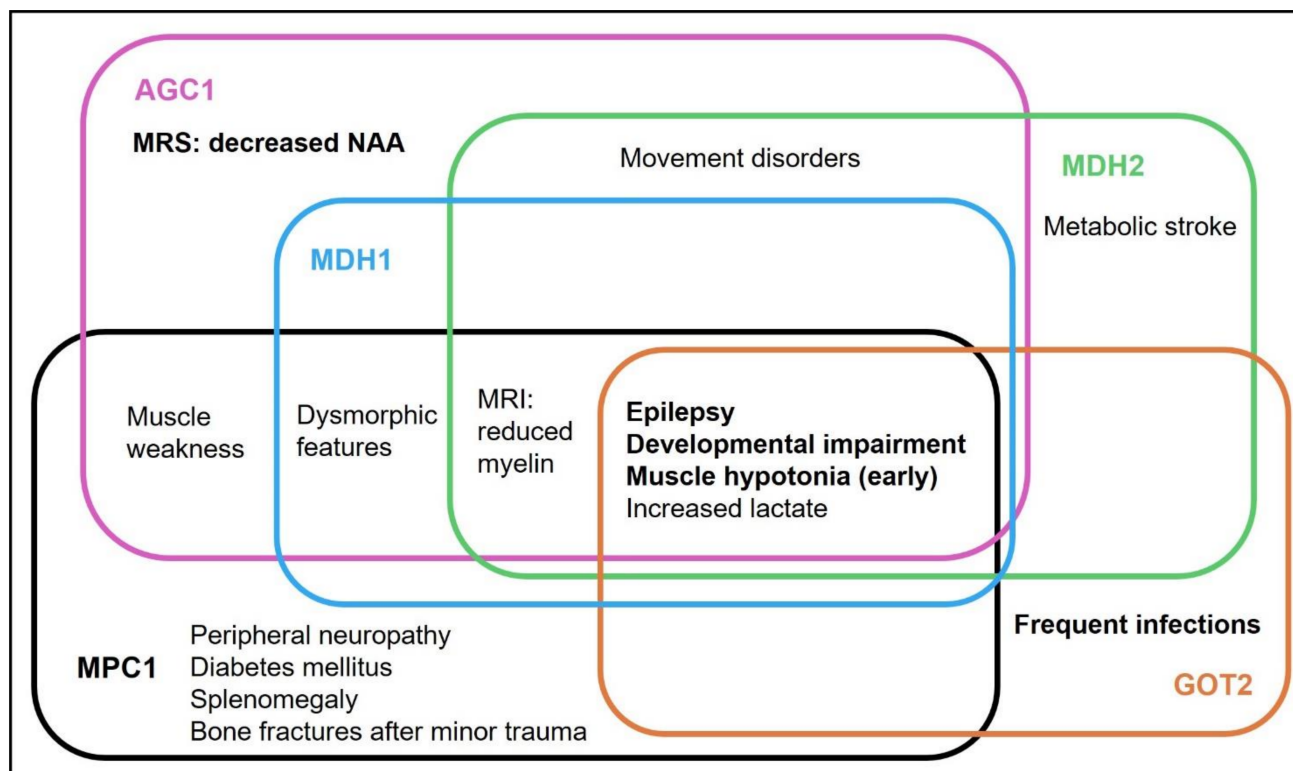 AGC1
MRS: decreased NAA
Movement disorders
MDH2
Metabolic stroke
MDH1
Muscle
weakness
Dysmorphic
features
MRI:
reduced
myelin
Epilepsy
Developmental impairment
Muscle hypotonia (early)
Increased lactate
MPC1
Peripheral neuropathy
Diabetes mellitus
Splenomegaly
Bone fractures after minor trauma
Frequent infections
GOT2